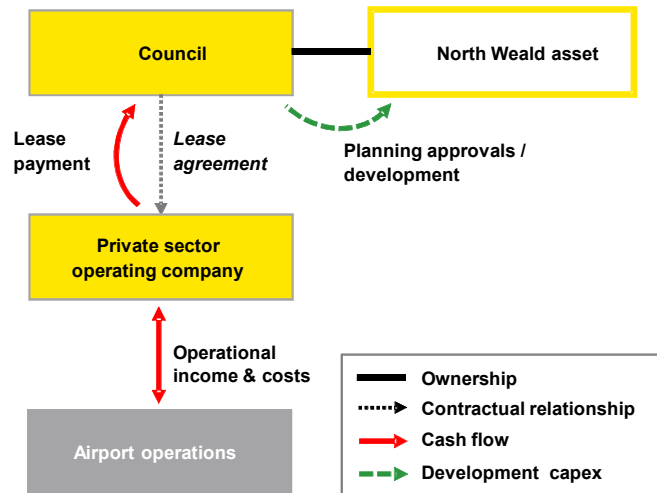 Council
North Weald asset
Lease
payment
Lease
agreement
Planning approvals /
development
Private sector
operating company
Operational
income & costs
Airport operations
Ownership
Contractual relationship
Cash flow
Development capex